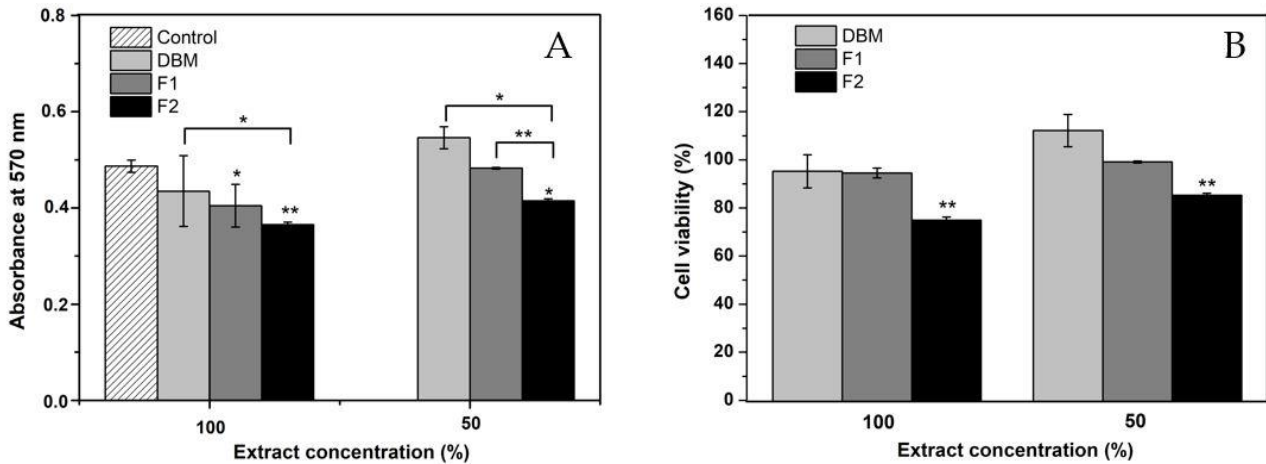 0.8
0.6
0.4
0.2
0.0
Absorbance at 570 nm
Control
DBM
F1
F2
A
*
*
**
*
**
*
100
50
Extract concentration (%)
160
140
120
100
80
60
40
20
0
Cell viability (%)
DBM
F1
F2
B
**
**
100
50
Extract concentration (%)